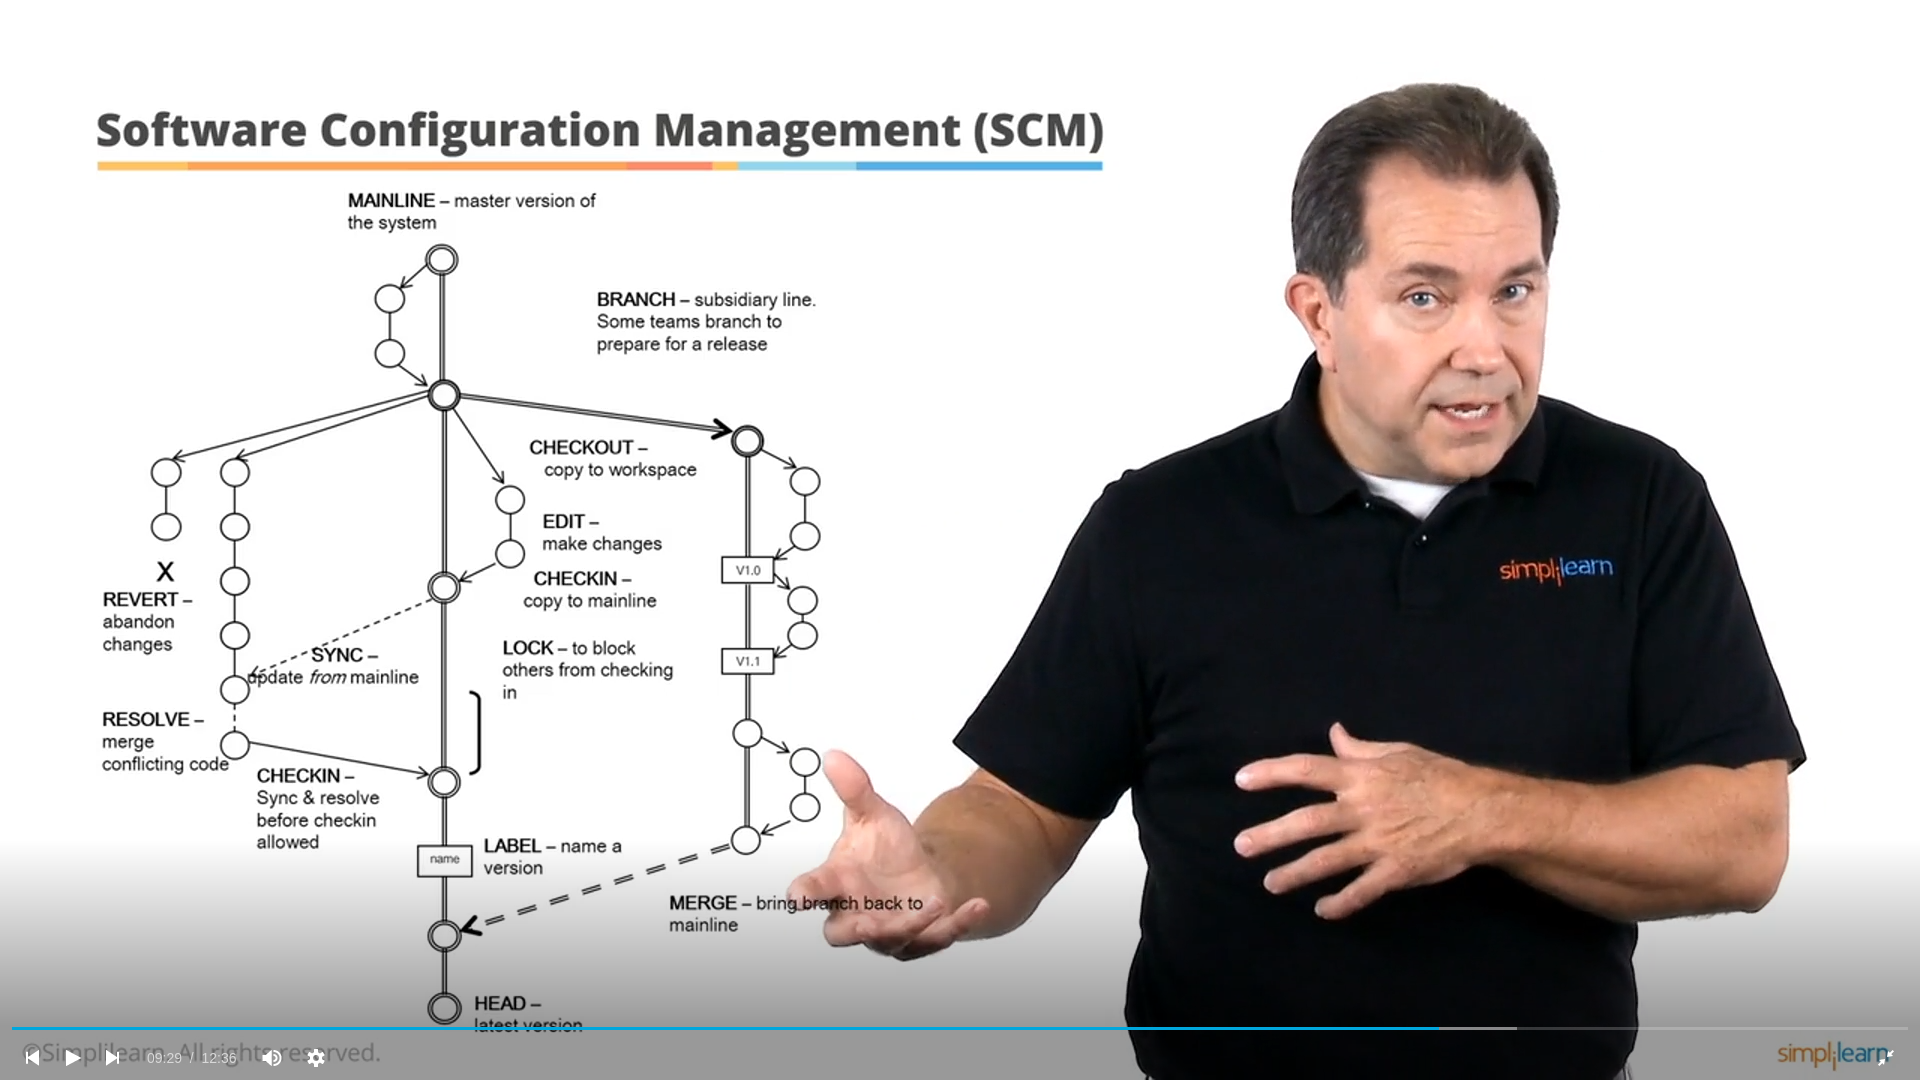 Software Configuration Management (SCM)
MAINLINE – master version of
the system
BRANCH – subsidiary line.
Some teams branch to
prepare for a release
CHECKOUT –
copy to workspace
EDIT –
make changes
CHECKIN –
copy to mainline
X
REVERT –
abandon
changes
SYNC –
update from mainline
LOCK – to block
others from checking
in
V1.0
V1.1
RESOLVE –
merge
conflicting code
CHECKIN –
Sync & resolve
before checkin
allowed
name
LABEL – name a
version
MERGE – bring branch back to
mainline
HEAD –
latest version
simplilearn
©Simplilearn. All rights reserved.
09:29 / 12:36
simplilearn